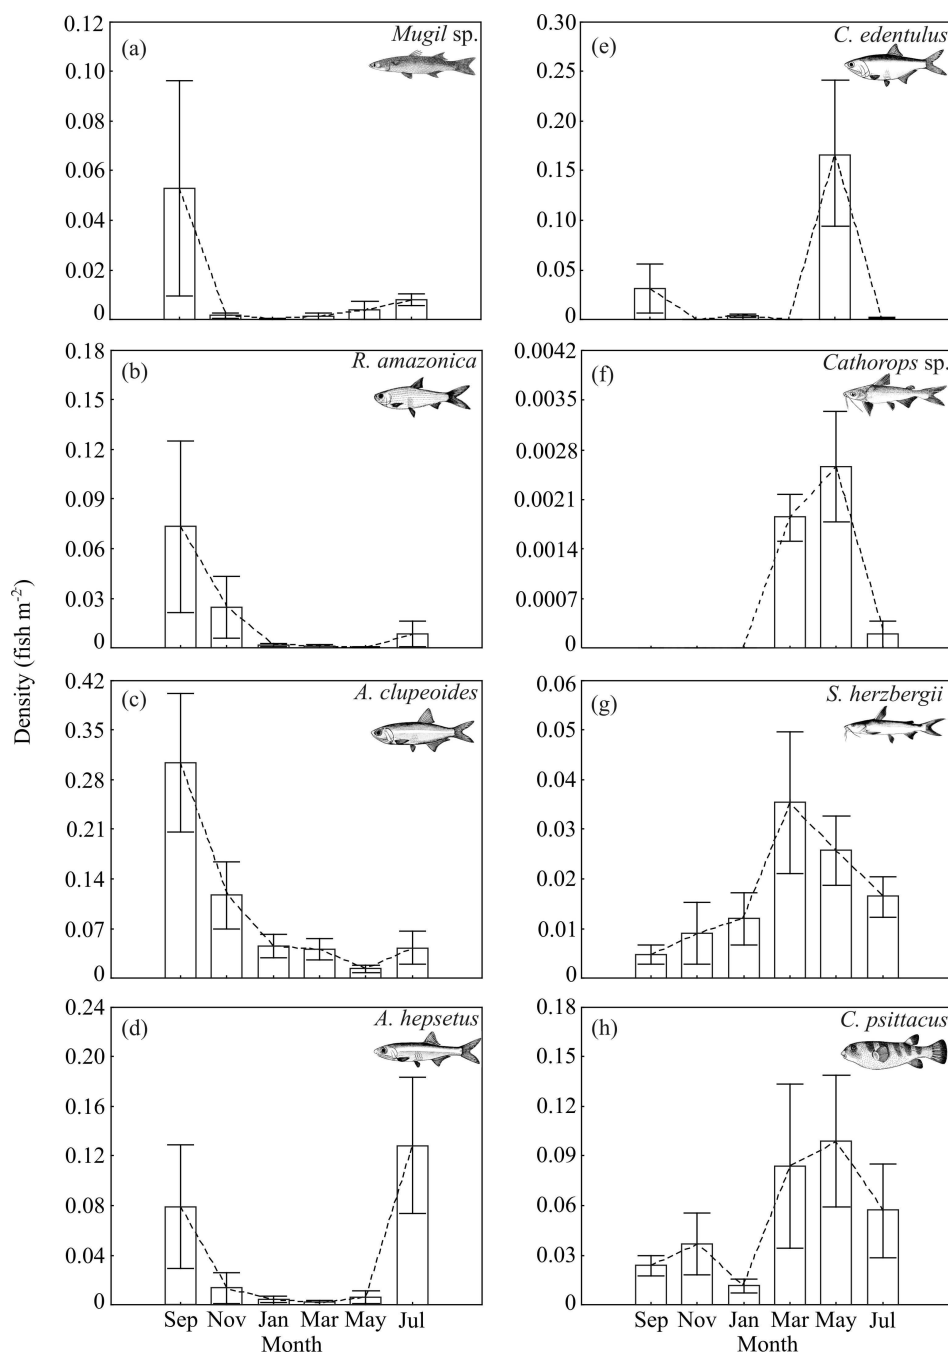 Density (fish m⁻²)
(a)
Mugil sp.
0.12
0.10
0.08
0.06
0.04
0.02
0
(b)
R. amazonica
0.18
0.15
0.12
0.09
0.06
0.03
0
(c)
A. clupeoides
0.42
0.35
0.28
0.21
0.14
0.07
0
(d)
A. hepsetus
0.24
0.20
0.16
0.12
0.08
0.04
0
Sep Nov Jan Mar May Jul
Month
(e)
C. edentulus
0.30
0.25
0.20
0.15
0.10
0.05
0
(f)
Cathorops sp.
0.0042
0.0035
0.0028
0.0021
0.0014
0.0007
0
(g)
S. herzbergii
0.06
0.05
0.04
0.03
0.02
0.01
0
(h)
C. psittacus
0.18
0.15
0.12
0.09
0.06
0.03
0
Sep Nov Jan Mar May Jul
Month